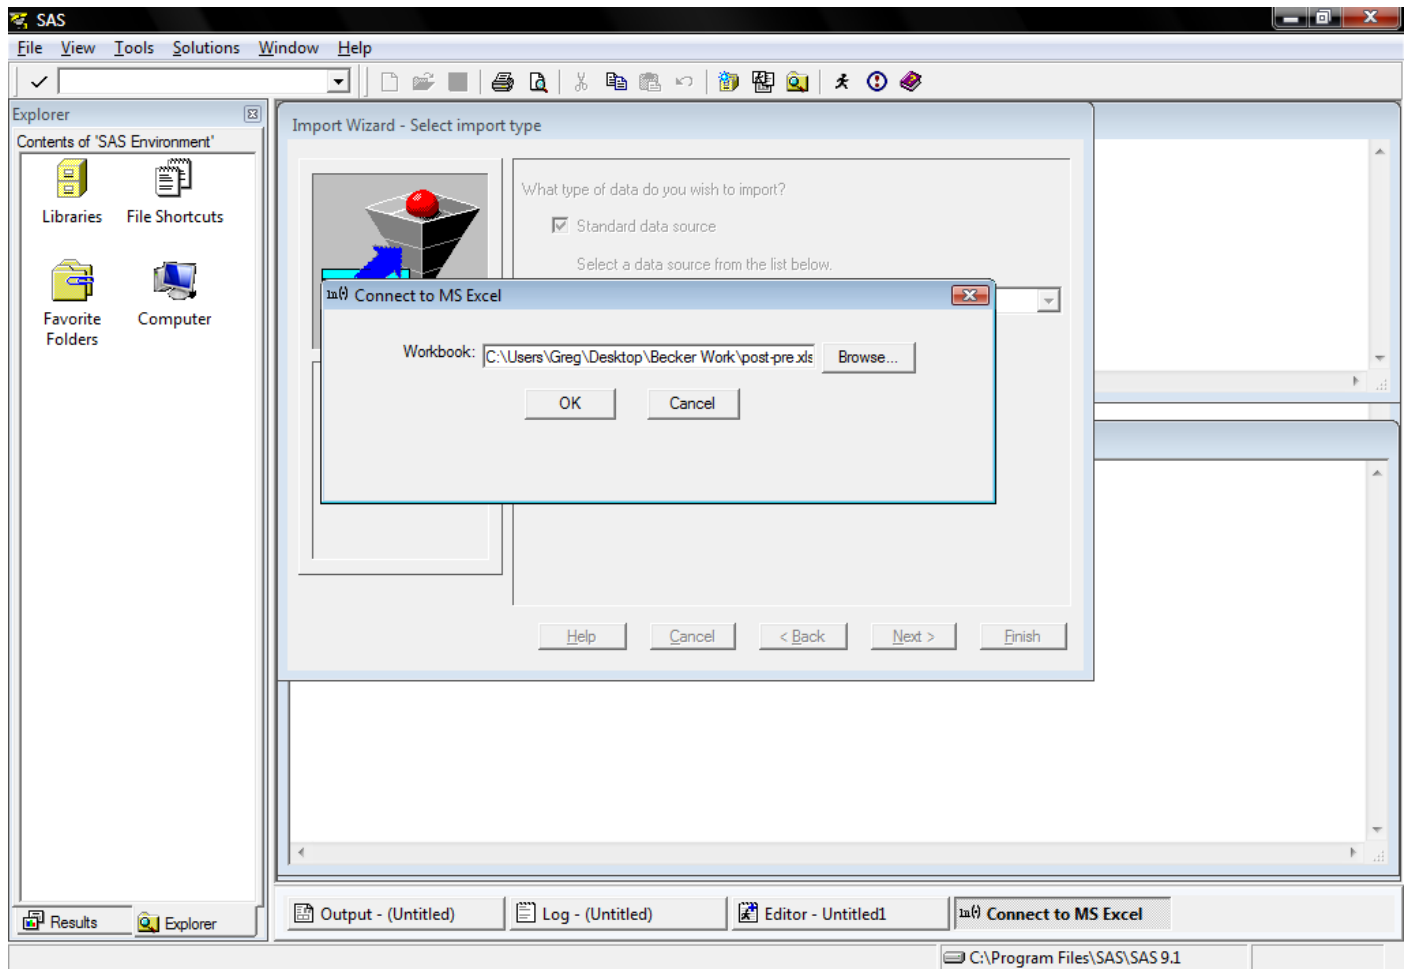 SAS
File View Tools Solutions Window Help
Explorer
Contents of 'SAS Environment'
Libraries
File Shortcuts
Favorite
Folders
Computer
Import Wizard - Select import type
What type of data do you wish to import?
Standard data source
Select a data source from the list below.
Connect to MS Excel
Workbook: C:\Users\Greg\Desktop\Becker Work\post-pre.xls Browse...
OK Cancel
Help Cancel < Back Next > Finish
Results Explorer
Output - (Untitled) Log - (Untitled) Editor - Untitled1 Connect to MS Excel
C:\Program Files\SAS\SAS 9.1